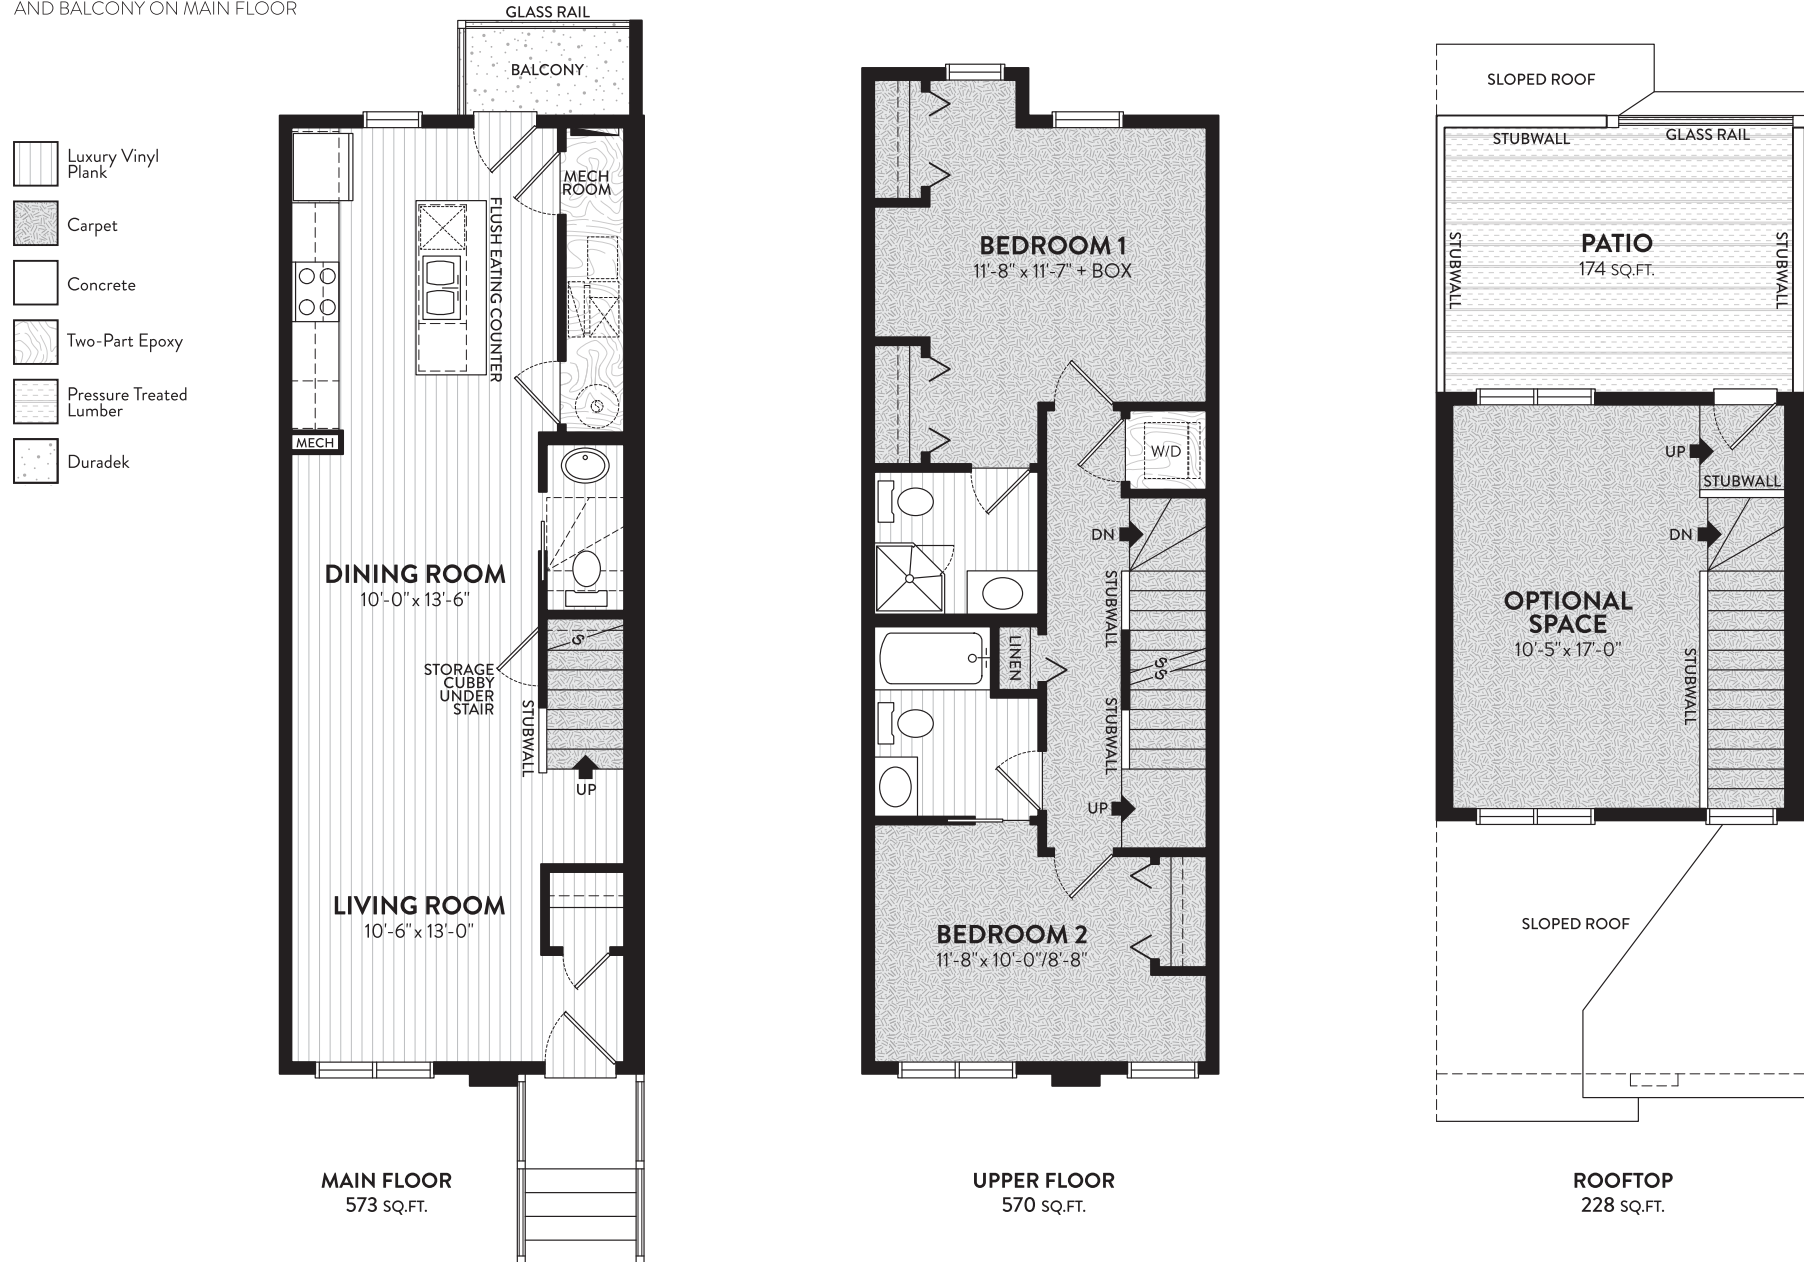 AND BALCONY ON MAIN FLOOR
Luxury Vinyl
Plank
Carpet
Concrete
Two-Part Epoxy
Pressure Treated
Lumber
Duradek
GLASS RAIL
BALCONY
MECH
ROOM
FLUSH EATING COUNTER
S
MECH
DINING ROOM
10'-0" x 13'-6"
S
STORAGE
CUBBY
UNDER
STAIR
STUBWALL
UP
LIVING ROOM
10'-6" x 13'-0"
MAIN FLOOR
573 SQ.FT.
BEDROOM 1
11'-8" x 11'-7" + BOX
W/D
DN
STUBWALL
LINEN
SS
STUBWALL
UP
BEDROOM 2
11'-8" x 10'-0"/8'-8"
UPPER FLOOR
570 SQ.FT.
SLOPED ROOF
STUBWALL
GLASS RAIL
STUBWALL
PATIO
174 SQ.FT.
STUBWALL
UP
STUBWALL
DN
OPTIONAL
SPACE
10'-5" x 17'-0"
STUBWALL
SLOPED ROOF
ROOFTOP
228 SQ.FT.